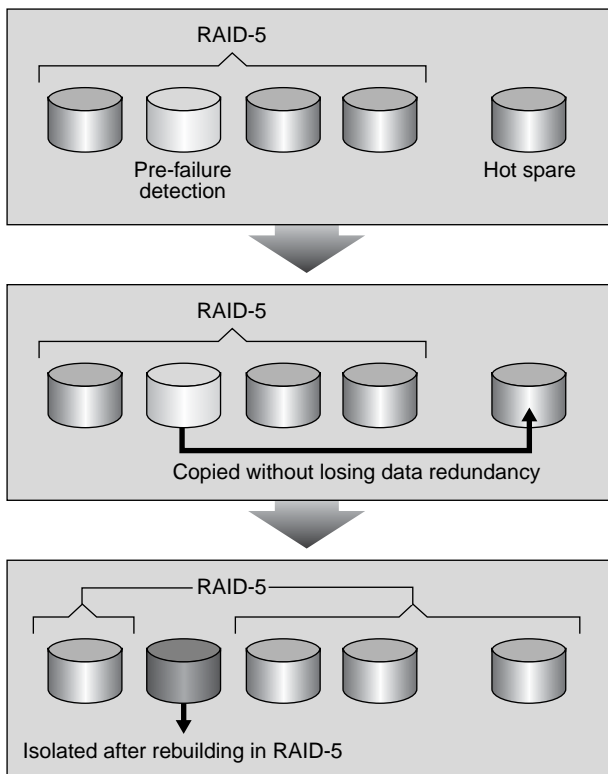 RAID-5
Pre-failure
detection
Hot spare
RAID-5
Copied without losing data redundancy
RAID-5
Isolated after rebuilding in RAID-5